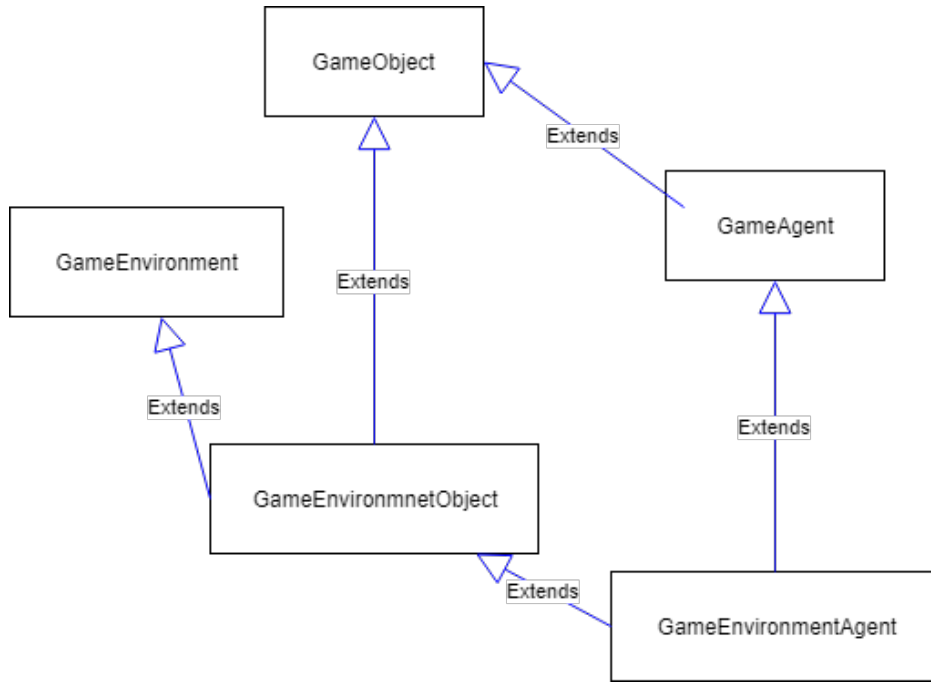 GameObject
Extends
GameAgent
GameEnvironment
Extends
Extends
Extends
GameEnvironmnetObject
Extends
GameEnvironmentAgent